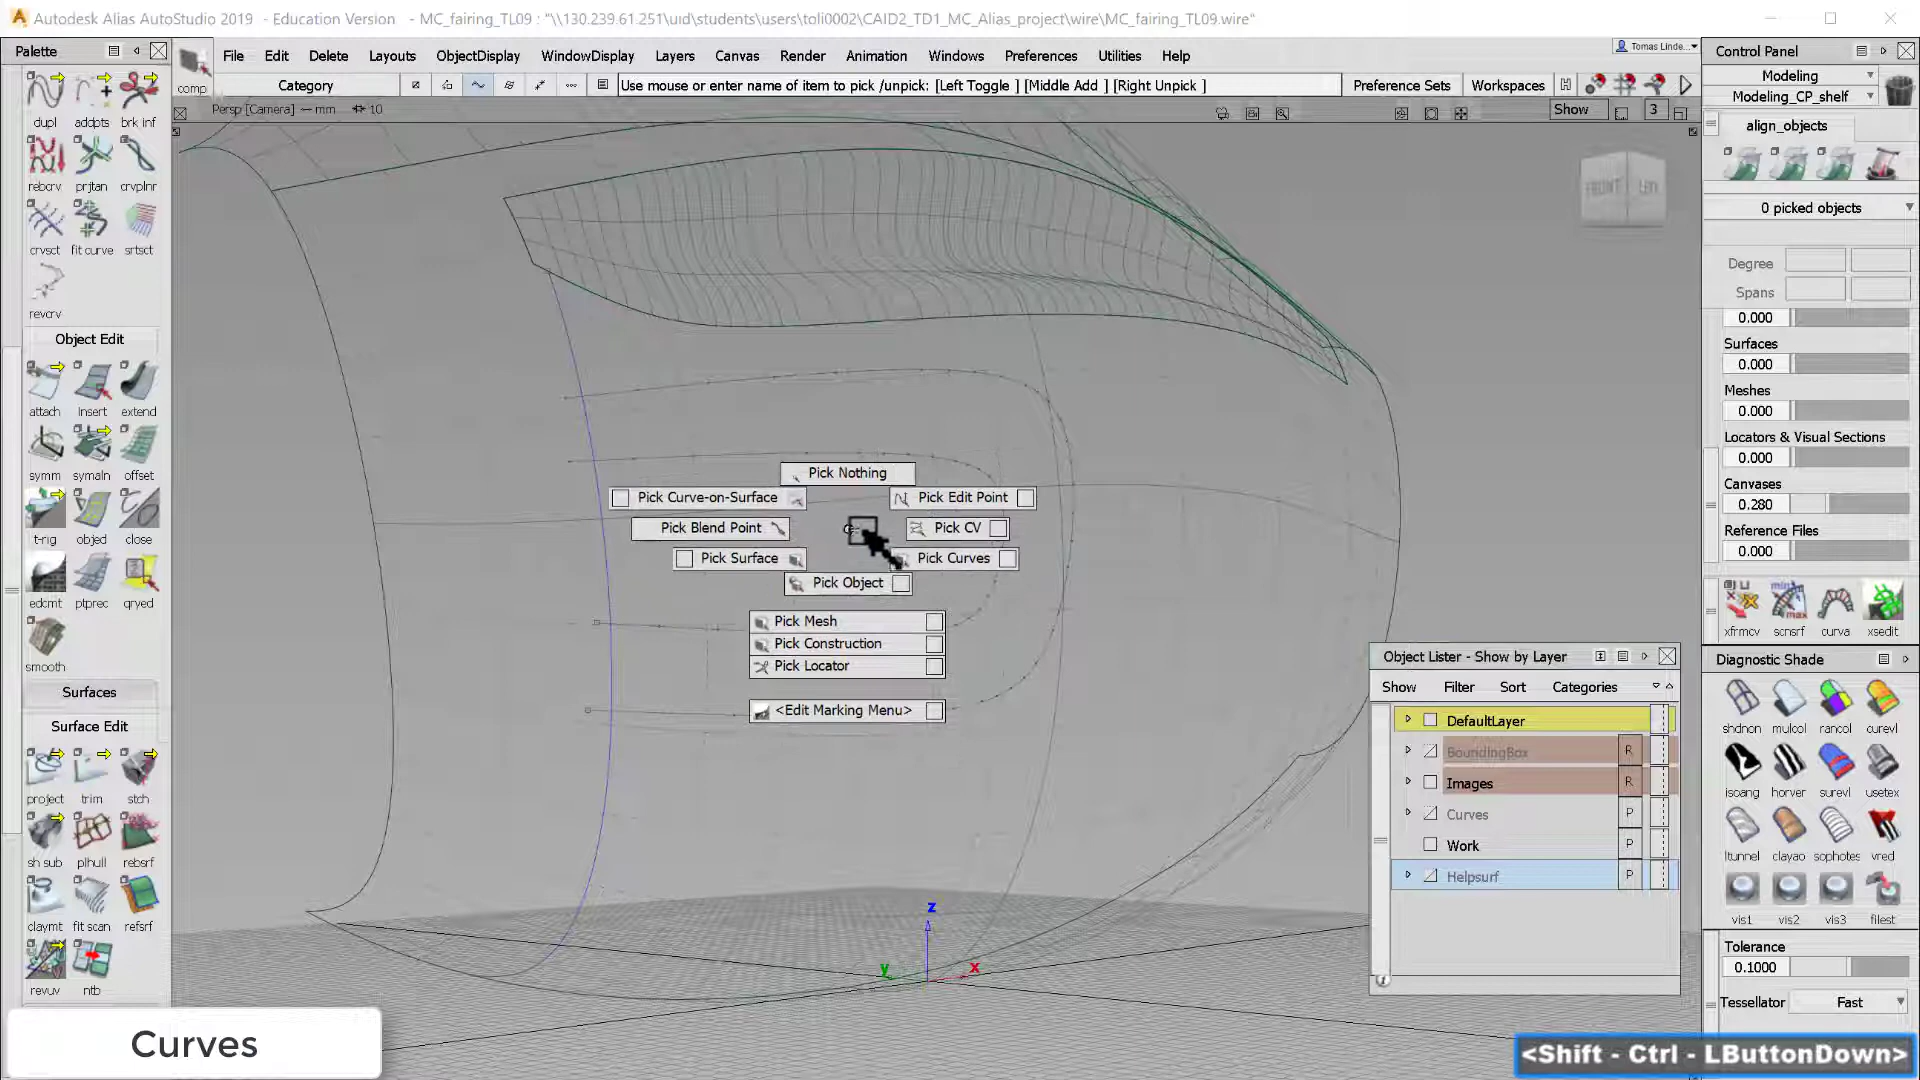 Autodesk Alias AutoStudio 2019 - Education Version - MC_fairing_TL09 : "\\130.239.61.251\uid\students\users\toli0002\CAID2_TD1_MC_Alias_project\wire\MC_fairing_TL09.wire"
Palette
File Edit Delete Layouts ObjectDisplay WindowDisplay Layers Canvas Render Animation Windows Preferences Utilities Help
Tomas Linde...
Control Panel
comp
Category
Use mouse or enter name of item to pick /unpick: [Left Toggle ] [Middle Add ] [Right Unpick ]
Preference Sets
Workspaces
Modeling
Modeling_CP_shelf
Persp [Camera] — mm 10
Show
3
dupl addpts brk inf
rebcrv prjtan crvplnr
crvsct fit curve srtsct
revcrv
Object Edit
attach Insert extend
symm symaln offset
t-rig objed close
edcmt ptprec qryed
smooth
Surfaces
Surface Edit
project trim stch
sh sub plhull rebsrf
claymt fit scan refsrf
revuv ntb
FRONT
Pick Nothing
Pick Curve-on-Surface
Pick Edit Point
Pick Blend Point
Pick CV
Pick Surface
Pick Curves
Pick Object
Pick Mesh
Pick Construction
Pick Locator
<Edit Marking Menu>
z
y
x
align_objects
0 picked objects
Degree
Spans
0.000
Surfaces
0.000
Meshes
0.000
Locators & Visual Sections
0.000
Canvases
0.280
Reference Files
0.000
xfrmcv scnsrf curva xsedit
Object Lister - Show by Layer
Show Filter Sort Categories
DefaultLayer
BoundingBox R
Images R
Curves P
Work P
Helpsurf P
Diagnostic Shade
shdnon mulcol rancol curevl
isoang horver surevl usetex
ltunnel clayao sophotes vred
vis1 vis2 vis3 filest
Tolerance
0.1000
Tessellator Fast
Curves
<Shift - Ctrl - LButtonDown>